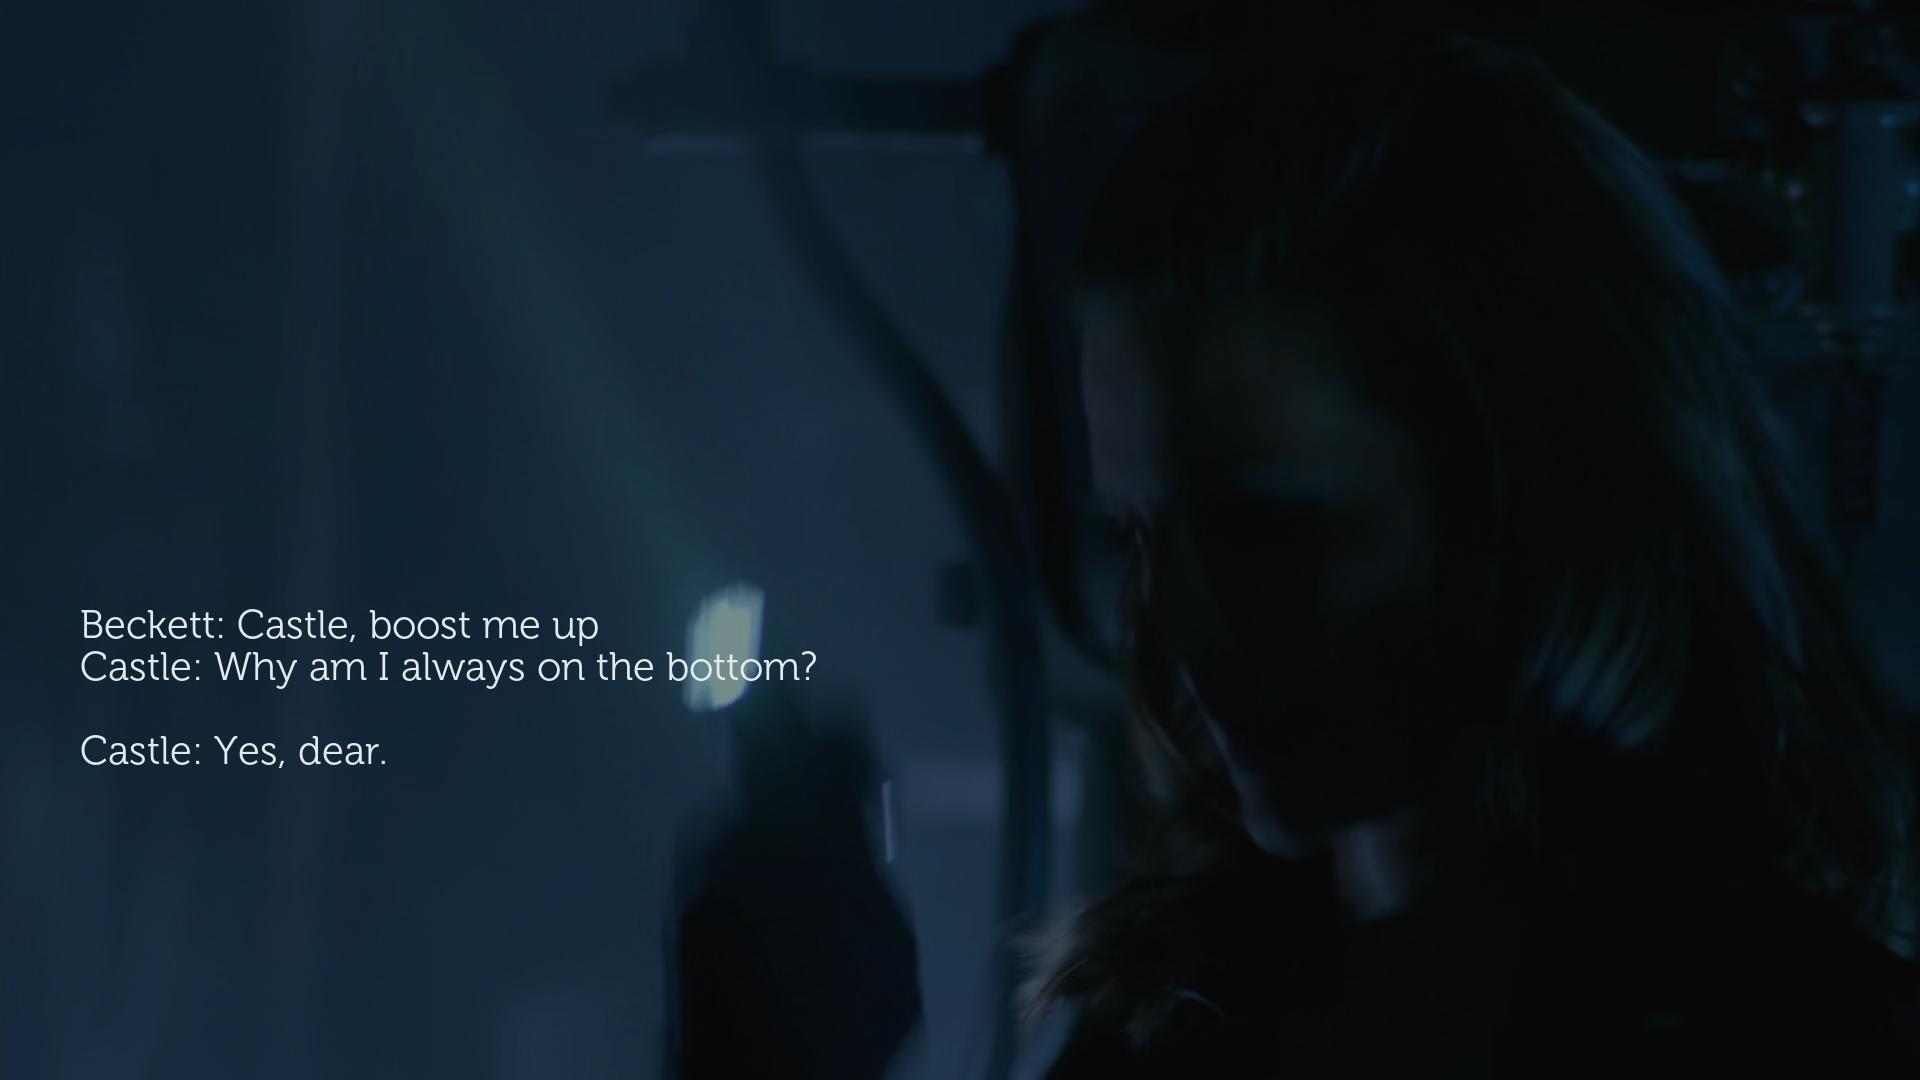 Beckett: Castle, boost me up
Castle: Why am I always on the bottom?
Castle: Yes, dear.